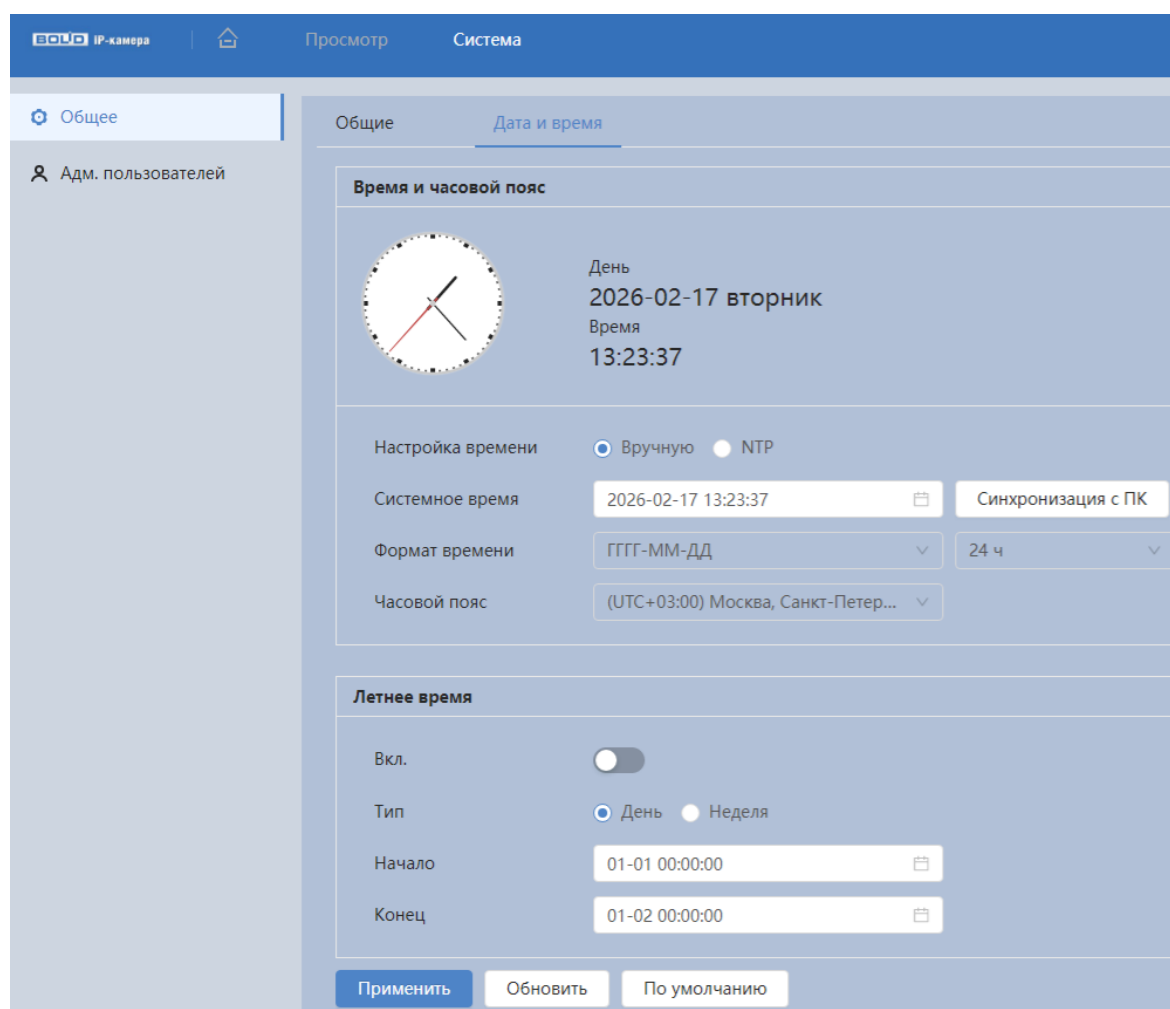 BOLID IP-камера Просмотр Система
Общее
Адм. пользователей
Общие Дата и время
Время и часовой пояс
День
2026-02-17 вторник
Время
13:23:37
Настройка времени Вручную NTP
Системное время 2026-02-17 13:23:37 Синхронизация с ПК
Формат времени ГГГГ-ММ-ДД 24 ч
Часовой пояс (UTC+03:00) Москва, Санкт-Петер...
Летнее время
Вкл.
Тип День Неделя
Начало 01-01 00:00:00
Конец 01-02 00:00:00
Применить Обновить По умолчанию